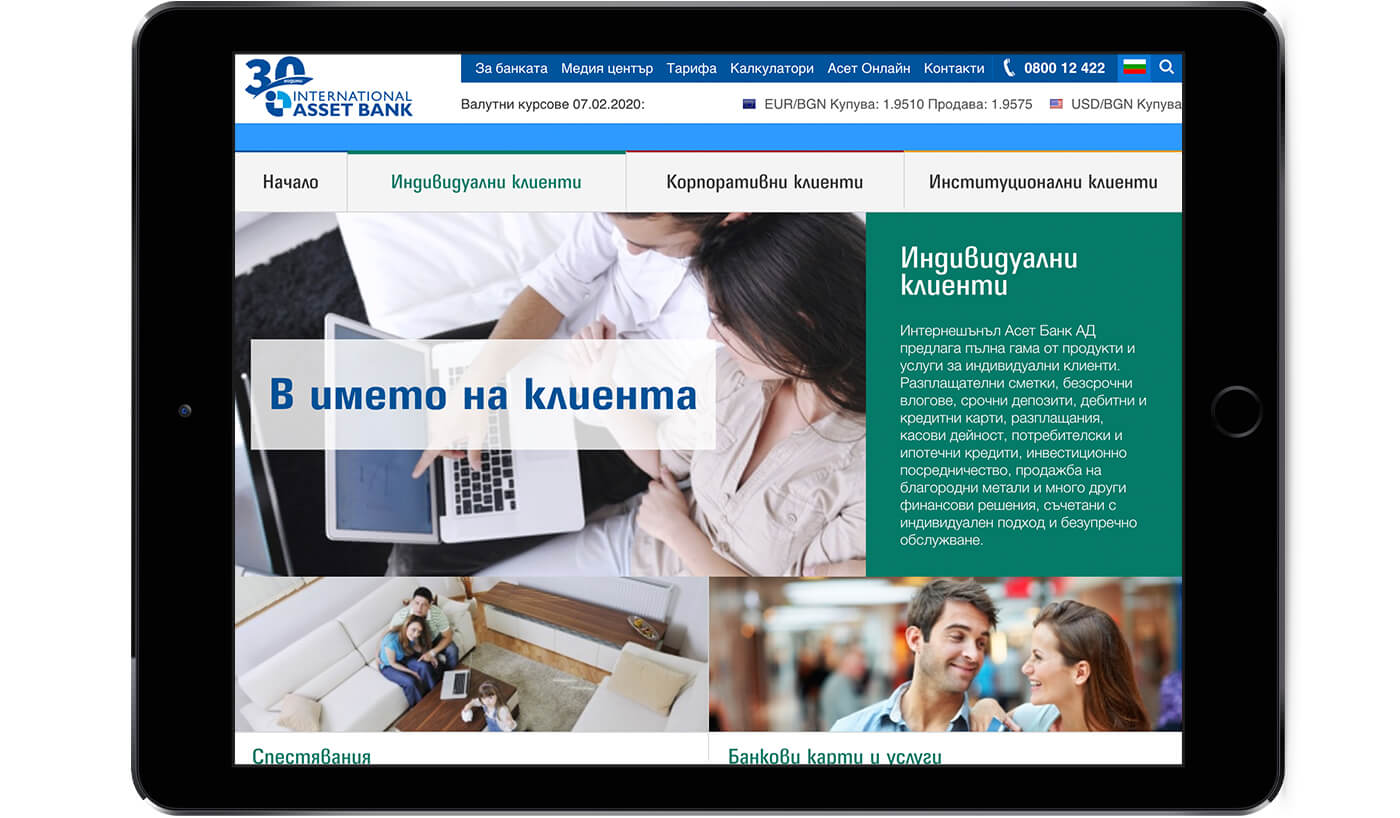 30
години
INTERNATIONAL
ASSET BANK
За банката Медия център Тарифа Калкулатори Асет Онлайн Контакти 0800 12 422
Валутни курсове 07.02.2020: EUR/BGN Купува: 1.9510 Продава: 1.9575 USD/BGN Купува
Начало Индивидуални клиенти Корпоративни клиенти Институционални клиенти
В името на клиента
Индивидуални
клиенти
Интернешънъл Асет Банк АД
предлага пълна гама от продукти и
услуги за индивидуални клиенти.
Разплащателни сметки, безсрочни
влогове, срочни депозити, дебитни и
кредитни карти, разплащания,
касови дейност, потребителски и
ипотечни кредити, инвестиционно
посредничество, продажба на
благородни метали и много други
финансови решения, съчетани с
индивидуален подход и безупречно
обслужване.
Спестявания
Банкови карти и услуги